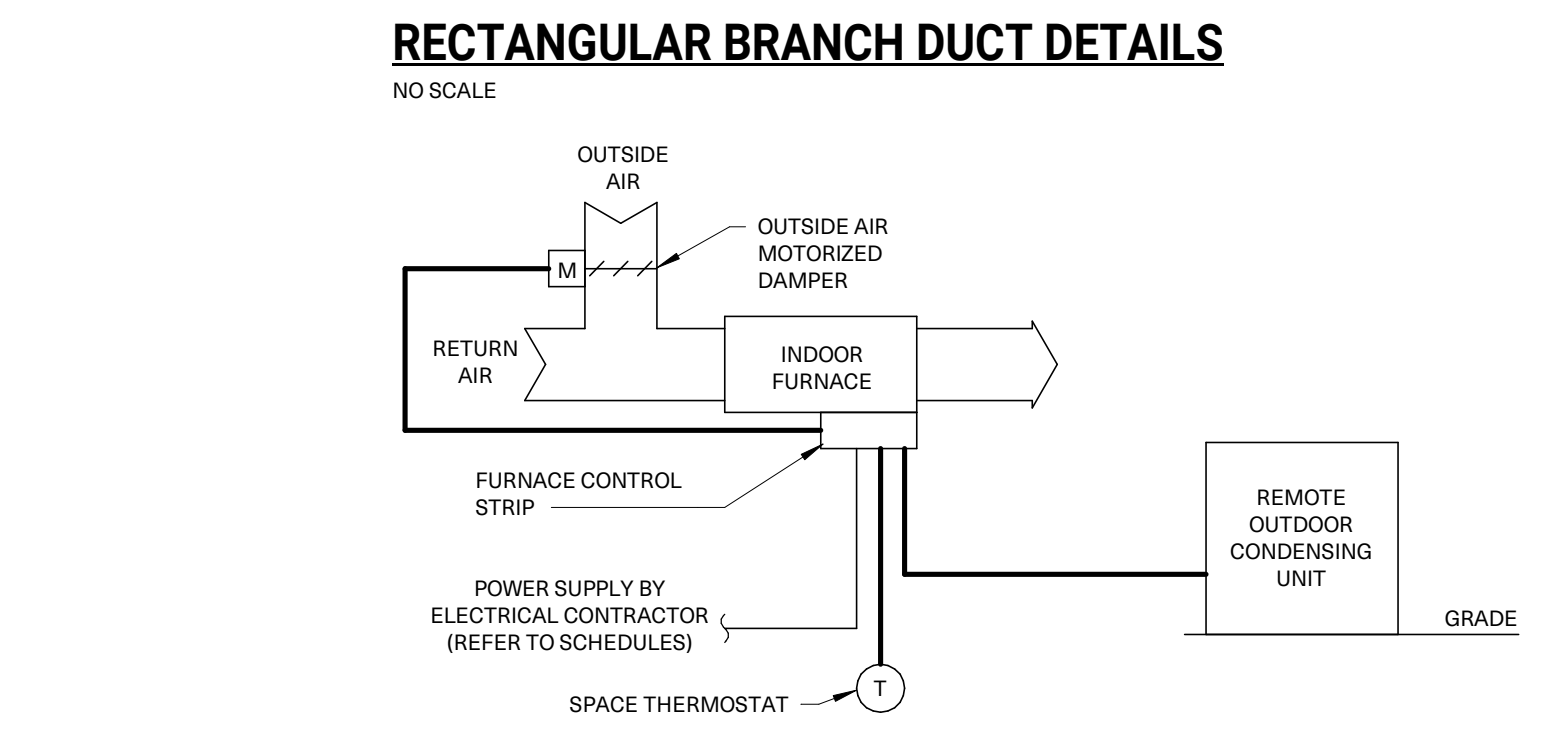 RECTANGULAR BRANCH DUCT DETAILS
NO SCALE
OUTSIDE
AIR
OUTSIDE AIR
MOTORIZED
DAMPER
M
RETURN
AIR
INDOOR
FURNACE
FURNACE CONTROL
STRIP
REMOTE
OUTDOOR
CONDENSING
UNIT
POWER SUPPLY BY
ELECTRICAL CONTRACTOR
(REFER TO SCHEDULES)
GRADE
SPACE THERMOSTAT
T